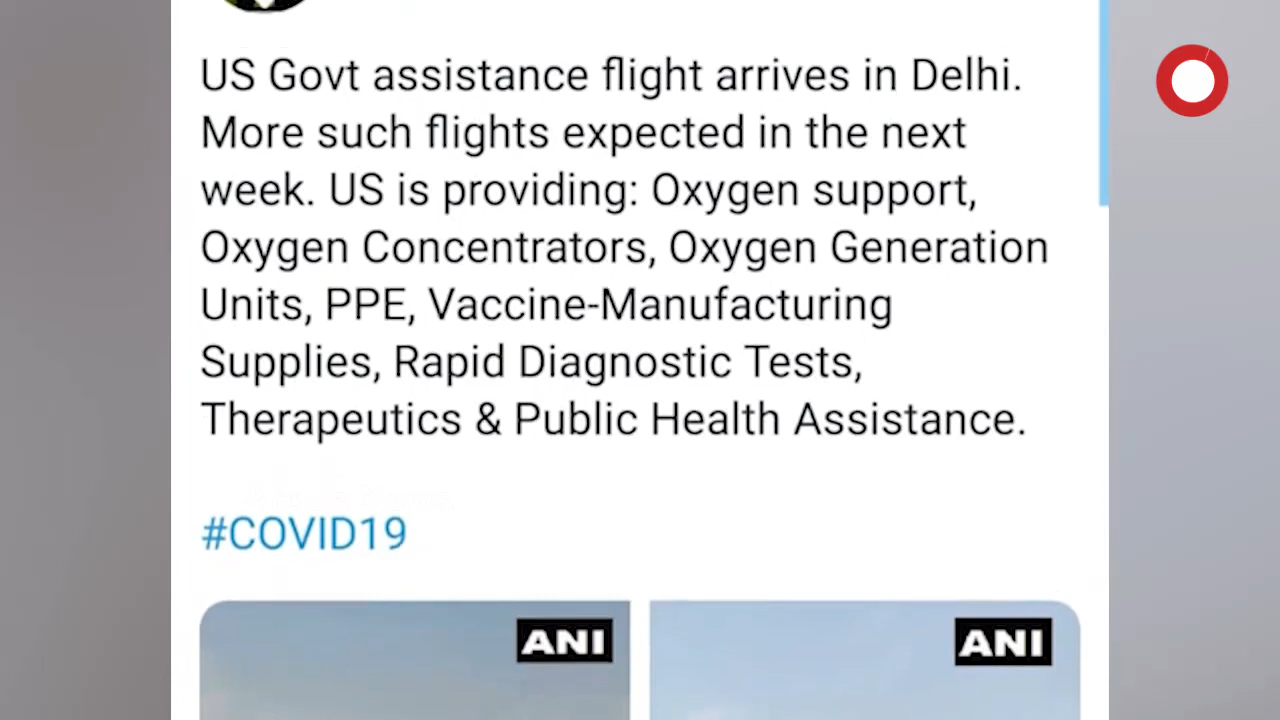 US Govt assistance flight arrives in Delhi.
More such flights expected in the next
week. US is providing: Oxygen support,
Oxygen Concentrators, Oxygen Generation
Units, PPE, Vaccine-Manufacturing
Supplies, Rapid Diagnostic Tests,
Therapeutics & Public Health Assistance.
#COVID19
ANI
ANI